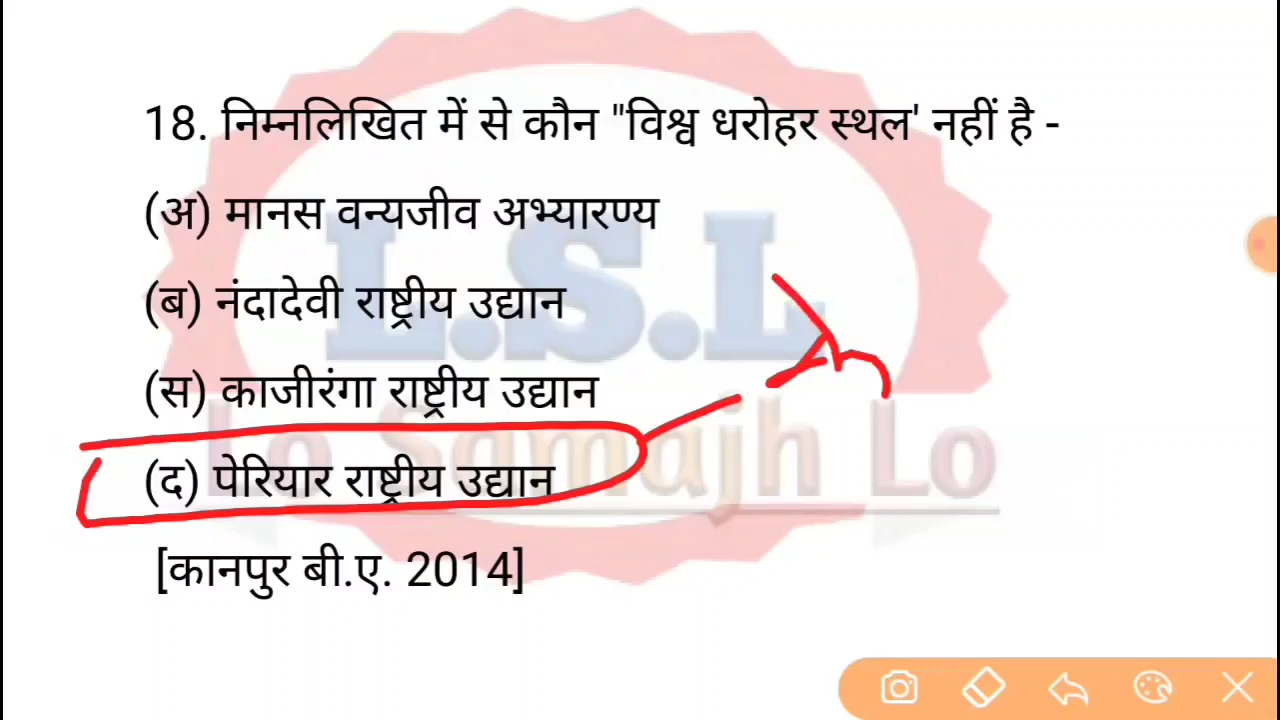 18. निम्नलिखित में से कौन "विश्व धरोहर स्थल' नहीं है -
(अ) मानस वन्यजीव अभ्यारण्य
(ब) नंदादेवी राष्ट्रीय उद्यान
(स) काजीरंगा राष्ट्रीय उद्यान
(द) पेरियार राष्ट्रीय उद्यान
[कानपुर बी.ए. 2014]
L.S.L
Lo Samajh Lo